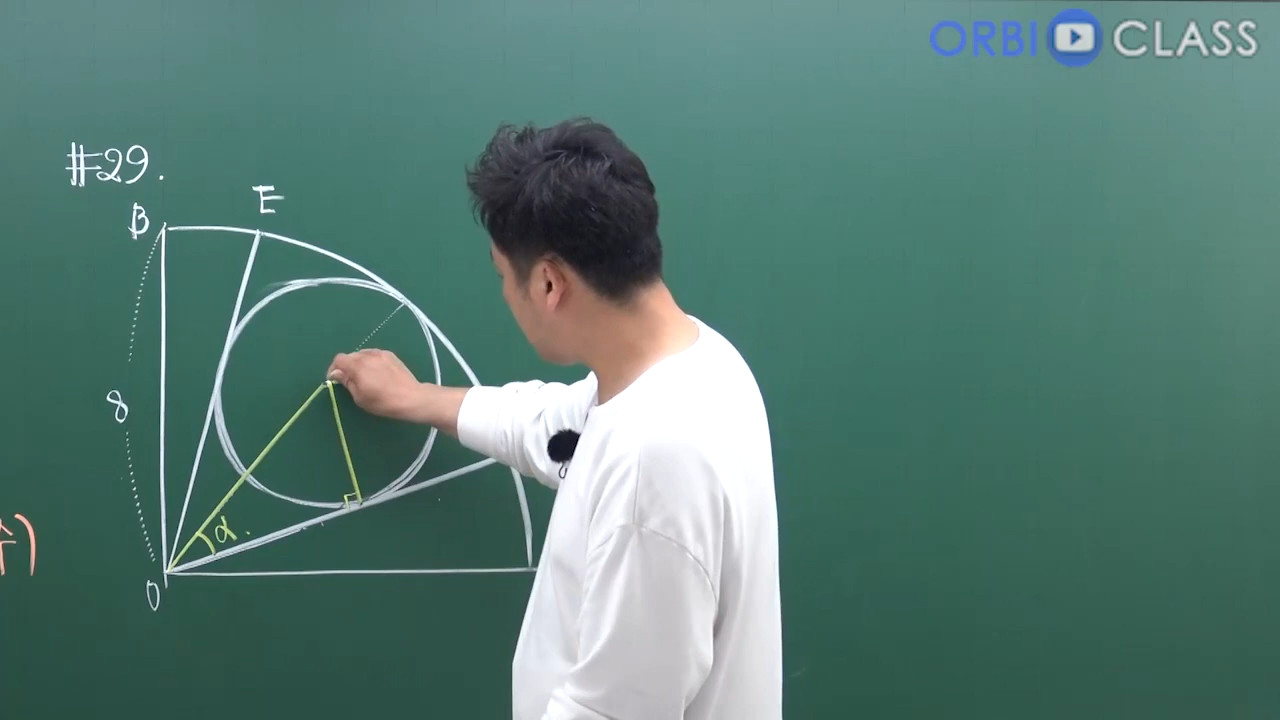 ORBI CLASS
#29.
E
B
8
α.
O